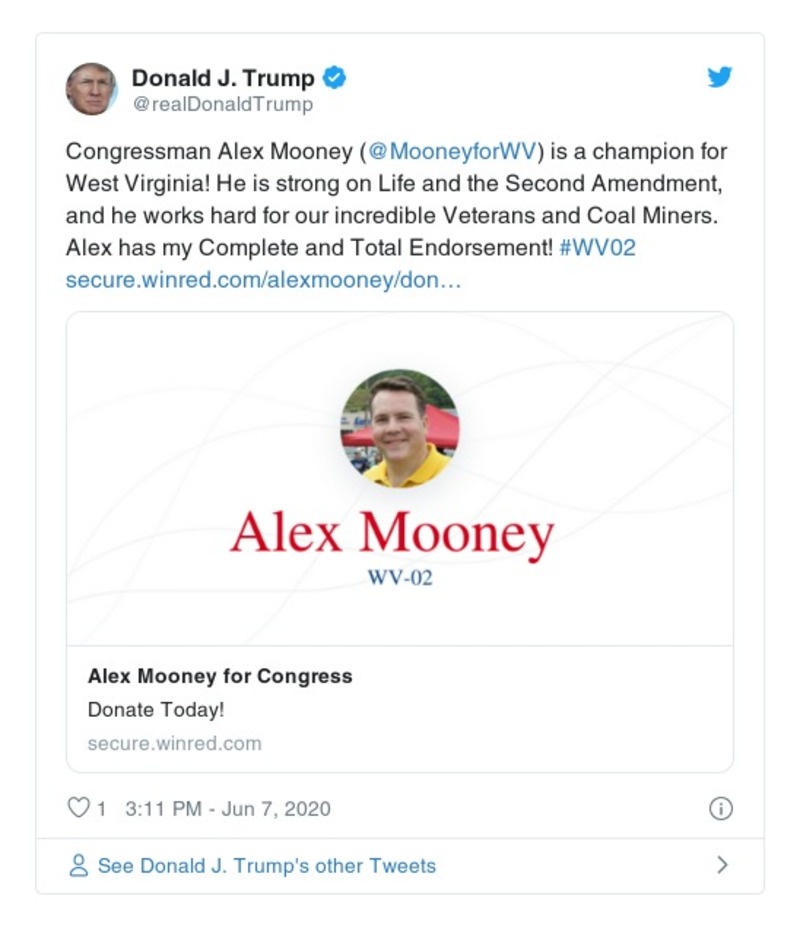 Donald J. Trump
@realDonaldTrump
Congressman Alex Mooney (@MooneyforWV) is a champion for
West Virginia! He is strong on Life and the Second Amendment,
and he works hard for our incredible Veterans and Coal Miners.
Alex has my Complete and Total Endorsement! #WV02
secure.winred.com/alexmooney/don…
Alex Mooney
WV-02
Alex Mooney for Congress
Donate Today!
secure.winred.com
1 3:11 PM - Jun 7, 2020
See Donald J. Trump's other Tweets